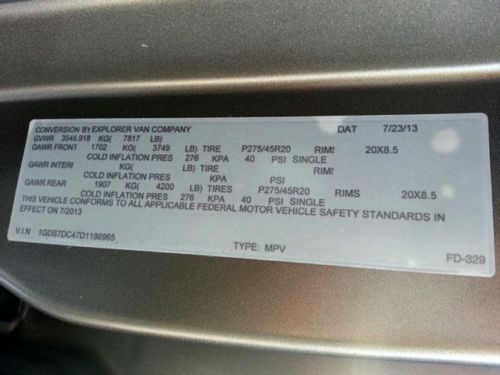 CONVERSION BY EXPLORER VAN COMPANY DAT 7/23/13
GVWR 3546.918 KG( 7817 LB)
GAWR FRONT 1702 KG( 3749 LB) TIRE P275/45R20 RIMS 20X8.5
COLD INFLATION PRES 276 KPA 40 PSI SINGLE
GAWR INTERI KG( LB) TIRES RIMS
COLD INFLATION PRES KPA PSI
GAWR REAR 1907 KG( 4200 LB) TIRES P275/45R20 RIMS 20X8.5
COLD INFLATION PRES 276 KPA 40 PSI SINGLE
THIS VEHICLE CONFORMS TO ALL APPLICABLE FEDERAL MOTOR VEHICLE SAFETY STANDARDS IN
EFFECT ON 7/2013
V.I.N 1GDS7DC47D1186965
TYPE: MPV
FD-329